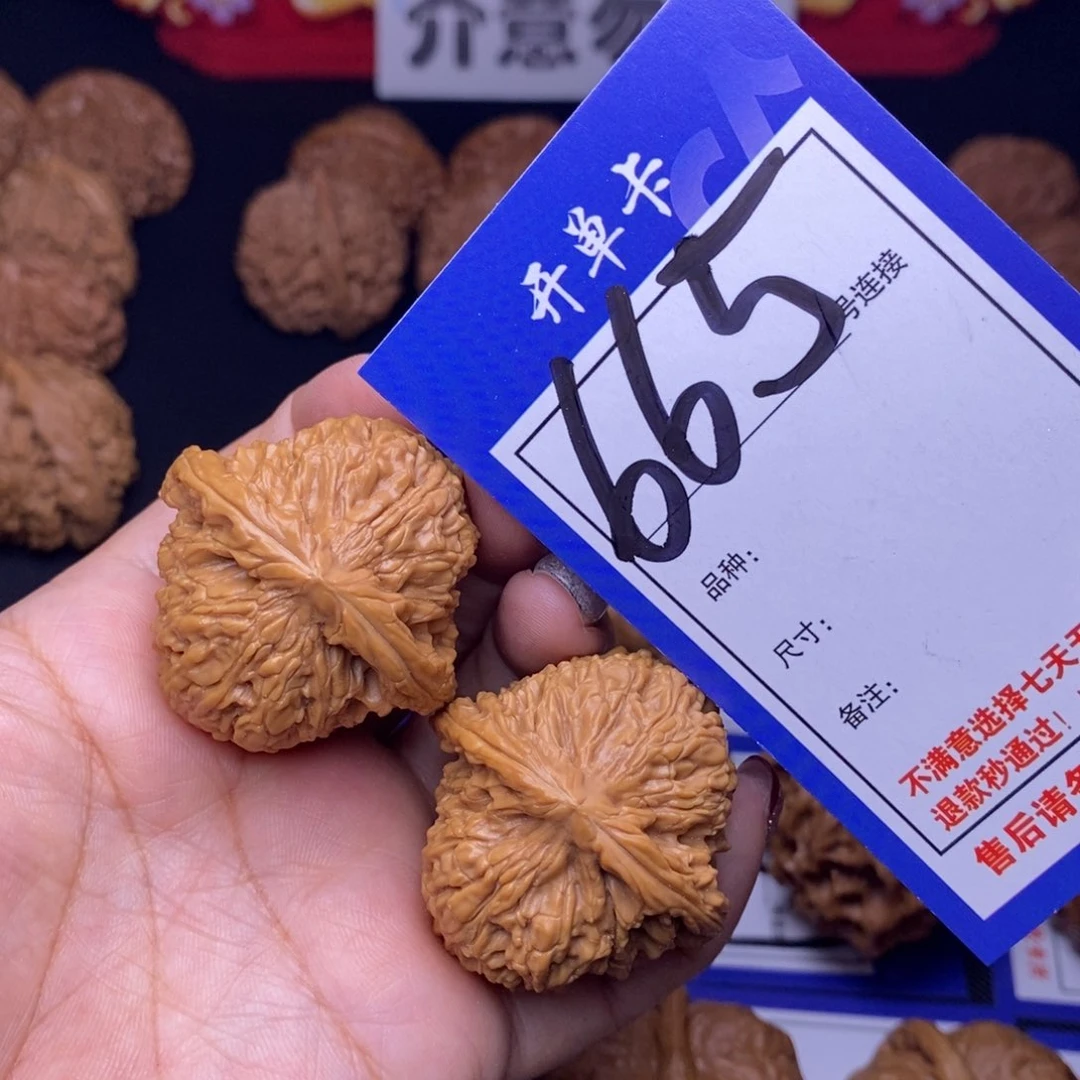 介意勿
开单卡
665
号连接
品种:
尺寸:
备注:
不满意选择七天无
退款秒通过!
售后请务